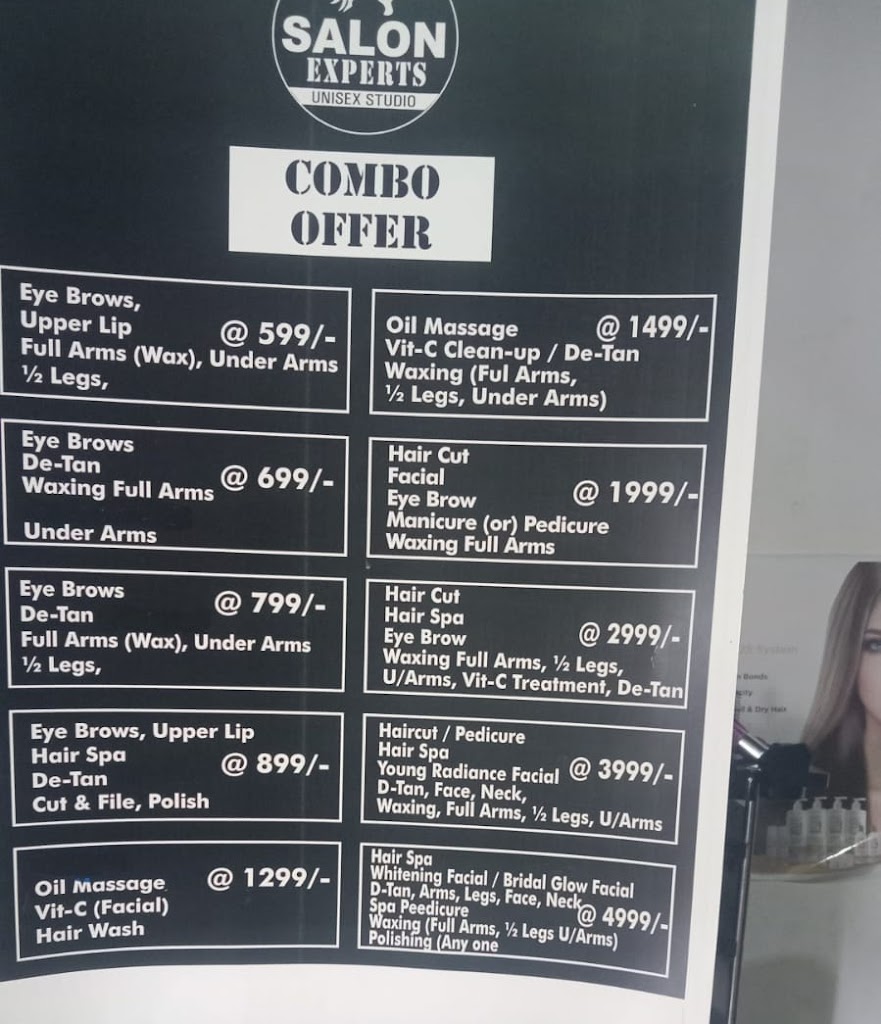 SALON
EXPERTS
UNISEX STUDIO
COMBO
OFFER
Eye Brows,
Upper Lip @ 599/-
Full Arms (Wax), Under Arms
½ Legs,
Eye Brows
De-Tan
Waxing Full Arms @ 699/-
Under Arms
Eye Brows
De-Tan @ 799/-
Full Arms (Wax), Under Arms
½ Legs,
Eye Brows, Upper Lip
Hair Spa @ 899/-
De-Tan
Cut & File, Polish
Oil Massage @ 1299/-
Vit-C (Facial)
Hair Wash
Oil Massage @ 1499/-
Vit-C Clean-up / De-Tan
Waxing (Ful Arms,
½ Legs, Under Arms)
Hair Cut
Facial
Eye Brow @ 1999/-
Manicure (or) Pedicure
Waxing Full Arms
Hair Cut
Hair Spa
Eye Brow @ 2999/-
Waxing Full Arms, ½ Legs,
U/Arms, Vit-C Treatment, De-Tan
Haircut / Pedicure
Hair Spa
Young Radiance Facial @ 3999/-
D-Tan, Face, Neck,
Waxing, Full Arms, ½ Legs, U/Arms
Hair Spa
Whitening Facial / Bridal Glow Facial
D-Tan, Arms, Legs, Face, Neck
Spa Peedicure @ 4999/-
Waxing (Full Arms, ½ Legs U/Arms)
Polishing (Any one
System
Bonds
& Dry Hair